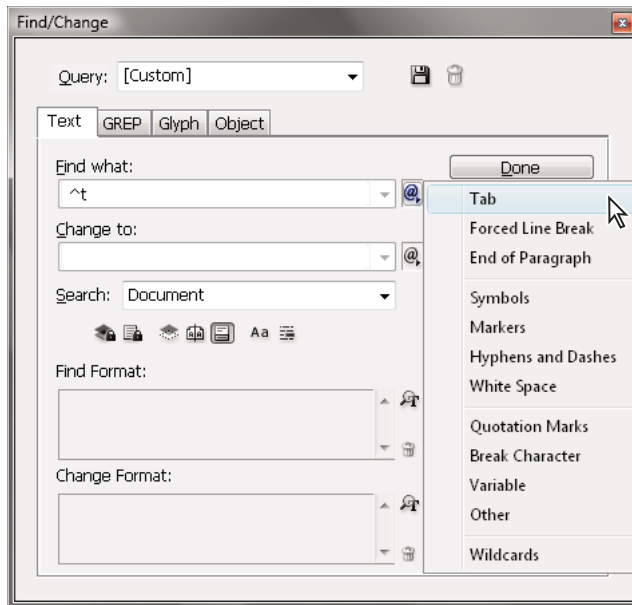 Find/Change
Query: [Custom]
Text GREP Glyph Object
Find what:
^t
Done
Change to:
Search: Document
Aa
Find Format:
Change Format:
Tab
Forced Line Break
End of Paragraph
Symbols
Markers
Hyphens and Dashes
White Space
Quotation Marks
Break Character
Variable
Other
Wildcards